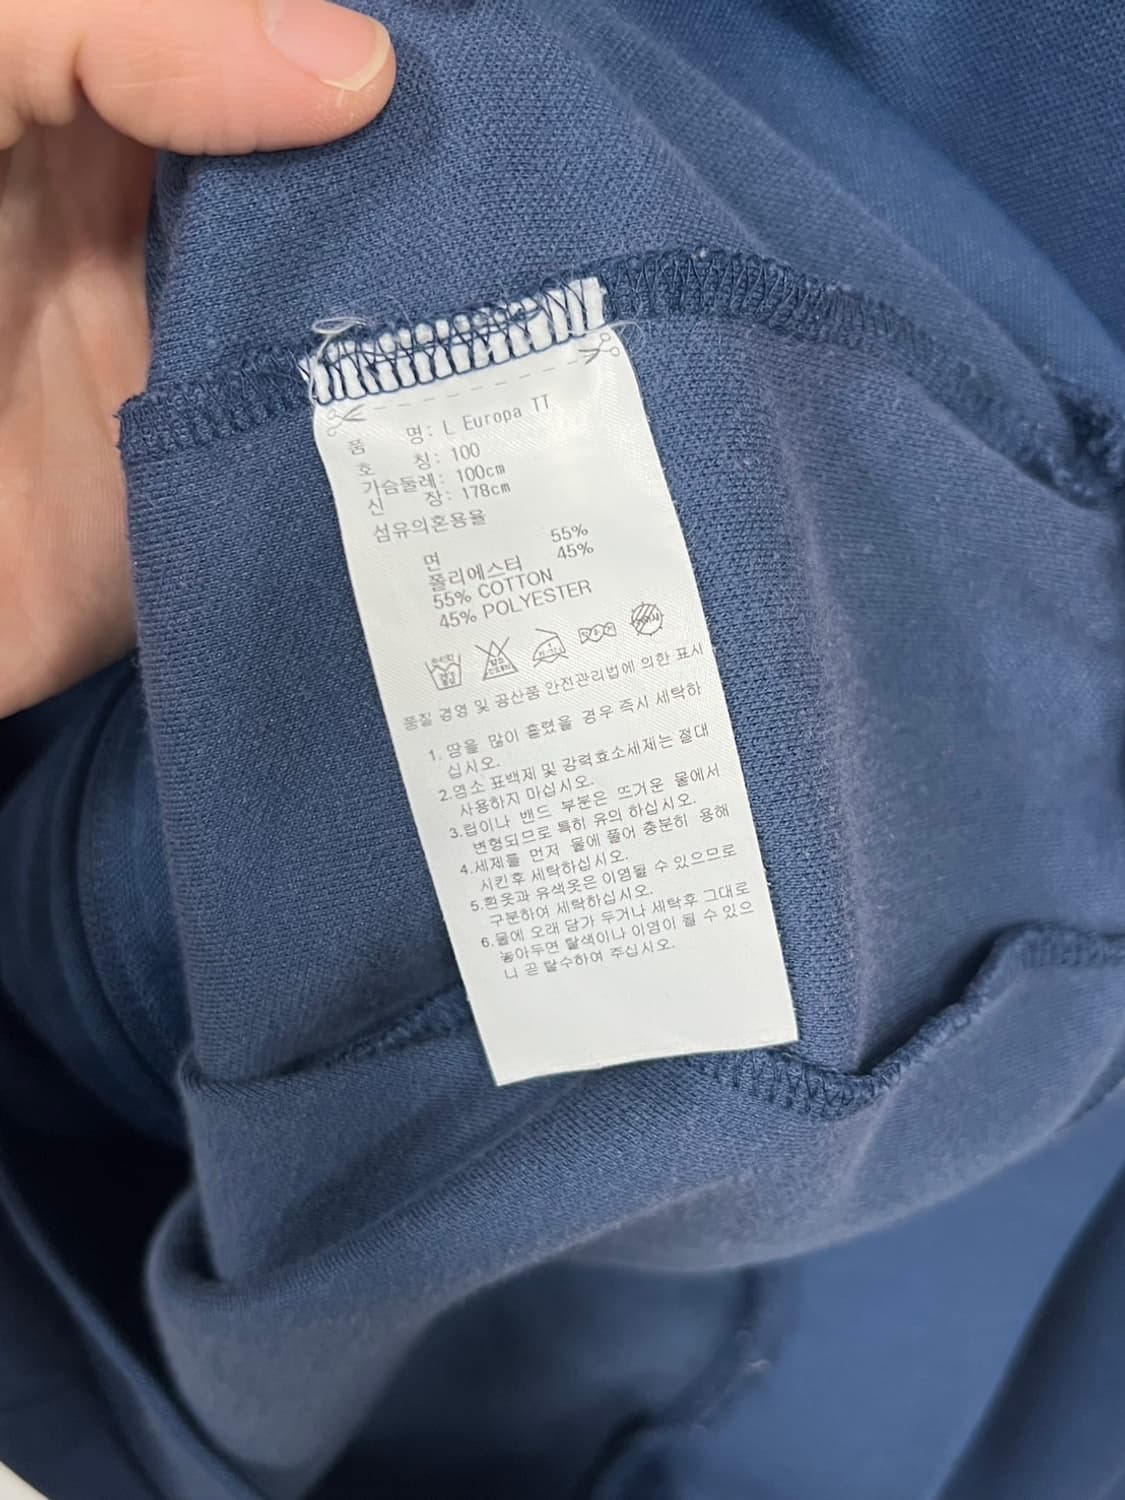 품 명: L Europa TT
호 칭: 100
가슴둘레: 100cm
신 장: 178cm
섬유의혼용율
면 55%
폴리에스터 45%
55% COTTON
45% POLYESTER
품질 경영 및 공산품 안전관리법에 의한 표시
1. 땀을 많이 흘렸을 경우 즉시 세탁하
십시오.
2.염소 표백제 및 강력효소세제는 절대
사용하지 마십시오.
3.립이나 밴드 부분은 뜨거운 물에서
변형되므로 특히 유의 하십시오.
4.세제를 먼저 물에 풀어 충분히 용해
시킨후 세탁하십시오.
5.흰옷과 유색옷은 이염될 수 있으므로
구분하여 세탁하십시오.
6.물에 오래 담가 두거나 세탁후 그대로
놓아두면 탈색이나 이염이 될 수 있으
니 곧 탈수하여 주십시오.